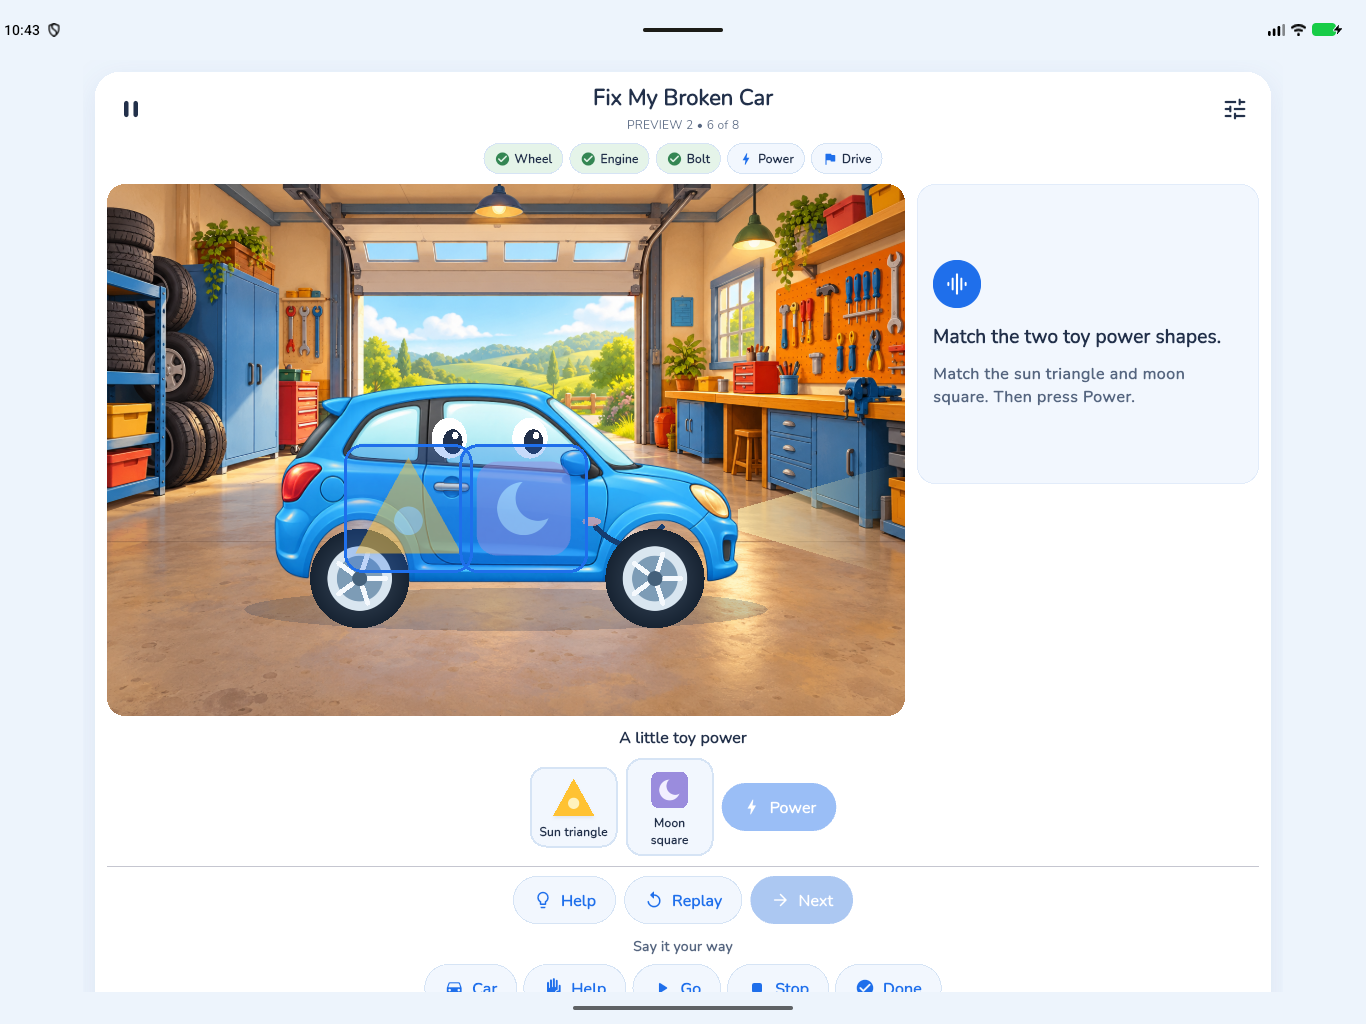 10:43
Fix My Broken Car
PREVIEW 2 • 6 of 8
Wheel Engine Bolt Power Drive
Match the two toy power shapes.
Match the sun triangle and moon
square. Then press Power.
A little toy power
Sun triangle
Moon
square
Power
Help Replay Next
Say it your way
Car Help Go Stop Done